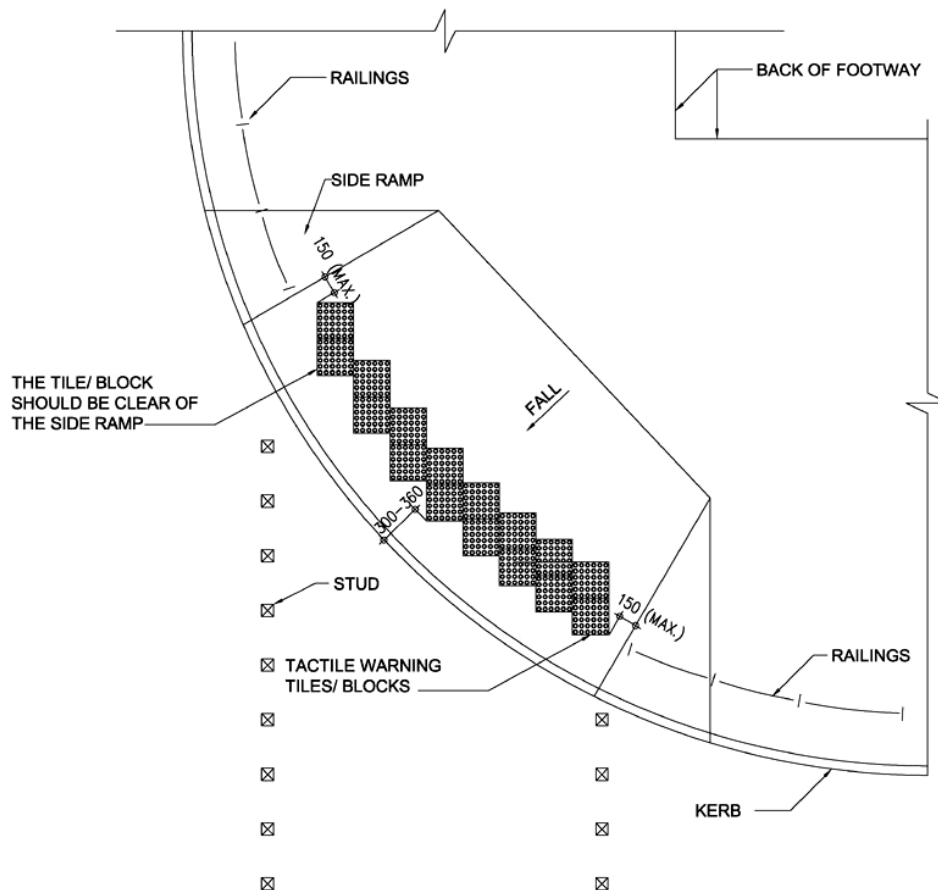 RAILINGS
BACK OF FOOTWAY
SIDE RAMP
150 (MAX.)
THE TILE/ BLOCK
SHOULD BE CLEAR OF
THE SIDE RAMP
FALL
300-360
STUD
150 (MAX.)
TACTILE WARNING
TILES/ BLOCKS
RAILINGS
KERB